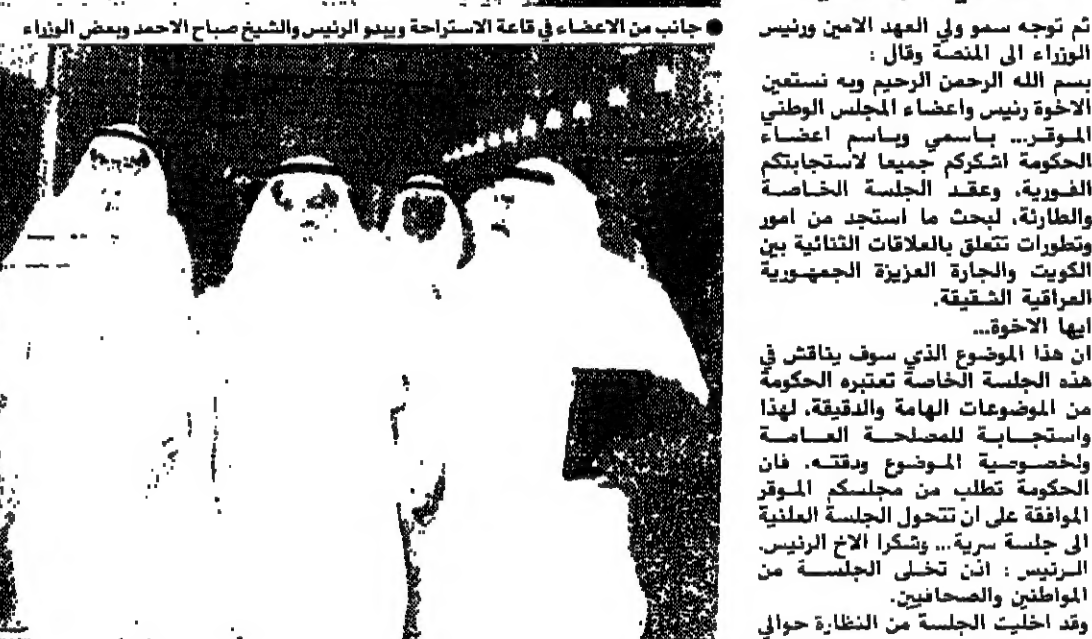 ● جانب من الاعضاء في قاعة الاستراحة ويبدو الرئيس والشيخ صباح الاحمد وبعض الوزراء
ثم توجه سمو ولي العهد الامين ورئيس
الوزراء الى المنصة وقال :
بسم الله الرحمن الرحيم وبه نستعين
الاخوة رئيس واعضاء المجلس الوطني
الموقر... باسمي وباسم اعضاء
الحكومة اشكركم جميعا لاستجابتكم
الفورية، وعقد الجلسة الخاصة
والطارئة، لبحث ما استجد من امور
وتطورات تتعلق بالعلاقات الثنائية بين
الكويت والجارة العزيزة الجمهورية
العراقية الشقيقة.
ايها الاخوة...
ان هذا الموضوع الذي سوف يناقش في
هذه الجلسة الخاصة تعتبره الحكومة
من الموضوعات الهامة والدقيقة، لهذا
واستجابة للمصلحة العامة
ولخصوصية الموضوع ودقته، فان
الحكومة تطلب من مجلسكم الموقر
الموافقة على ان تتحول الجلسة العلنية
الى جلسة سرية... وشكرا الاخ الرئيس.
الرئيس : اذن تخلى الجلسة من
المواطنين والصحافيين.
وقد اخليت الجلسة من النظارة حوالي